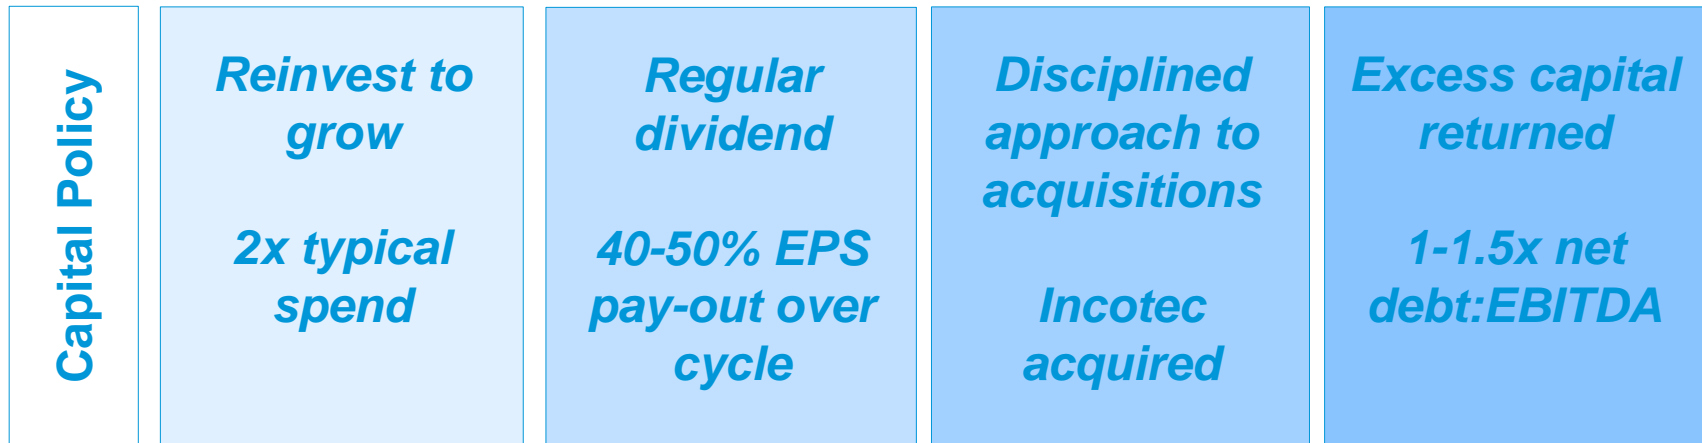 Capital Policy
Reinvest to
grow
2x typical
spend
Regular
dividend
40-50% EPS
pay-out over
cycle
Disciplined
approach to
acquisitions
Incotec
acquired
Excess capital
returned
1-1.5x net
debt:EBITDA